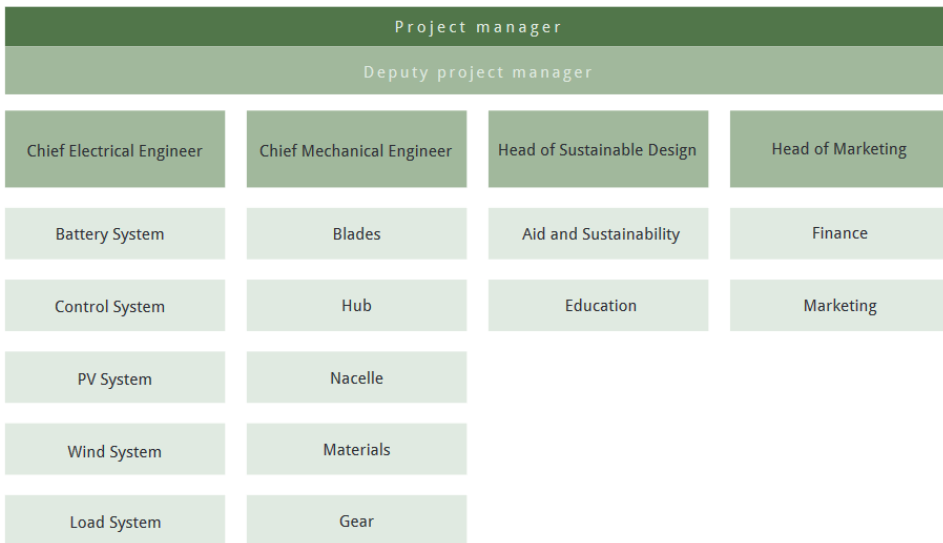 Project manager
Deputy project manager
Chief Electrical Engineer
Chief Mechanical Engineer
Head of Sustainable Design
Head of Marketing
Battery System
Blades
Aid and Sustainability
Finance
Control System
Hub
Education
Marketing
PV System
Nacelle
Wind System
Materials
Load System
Gear